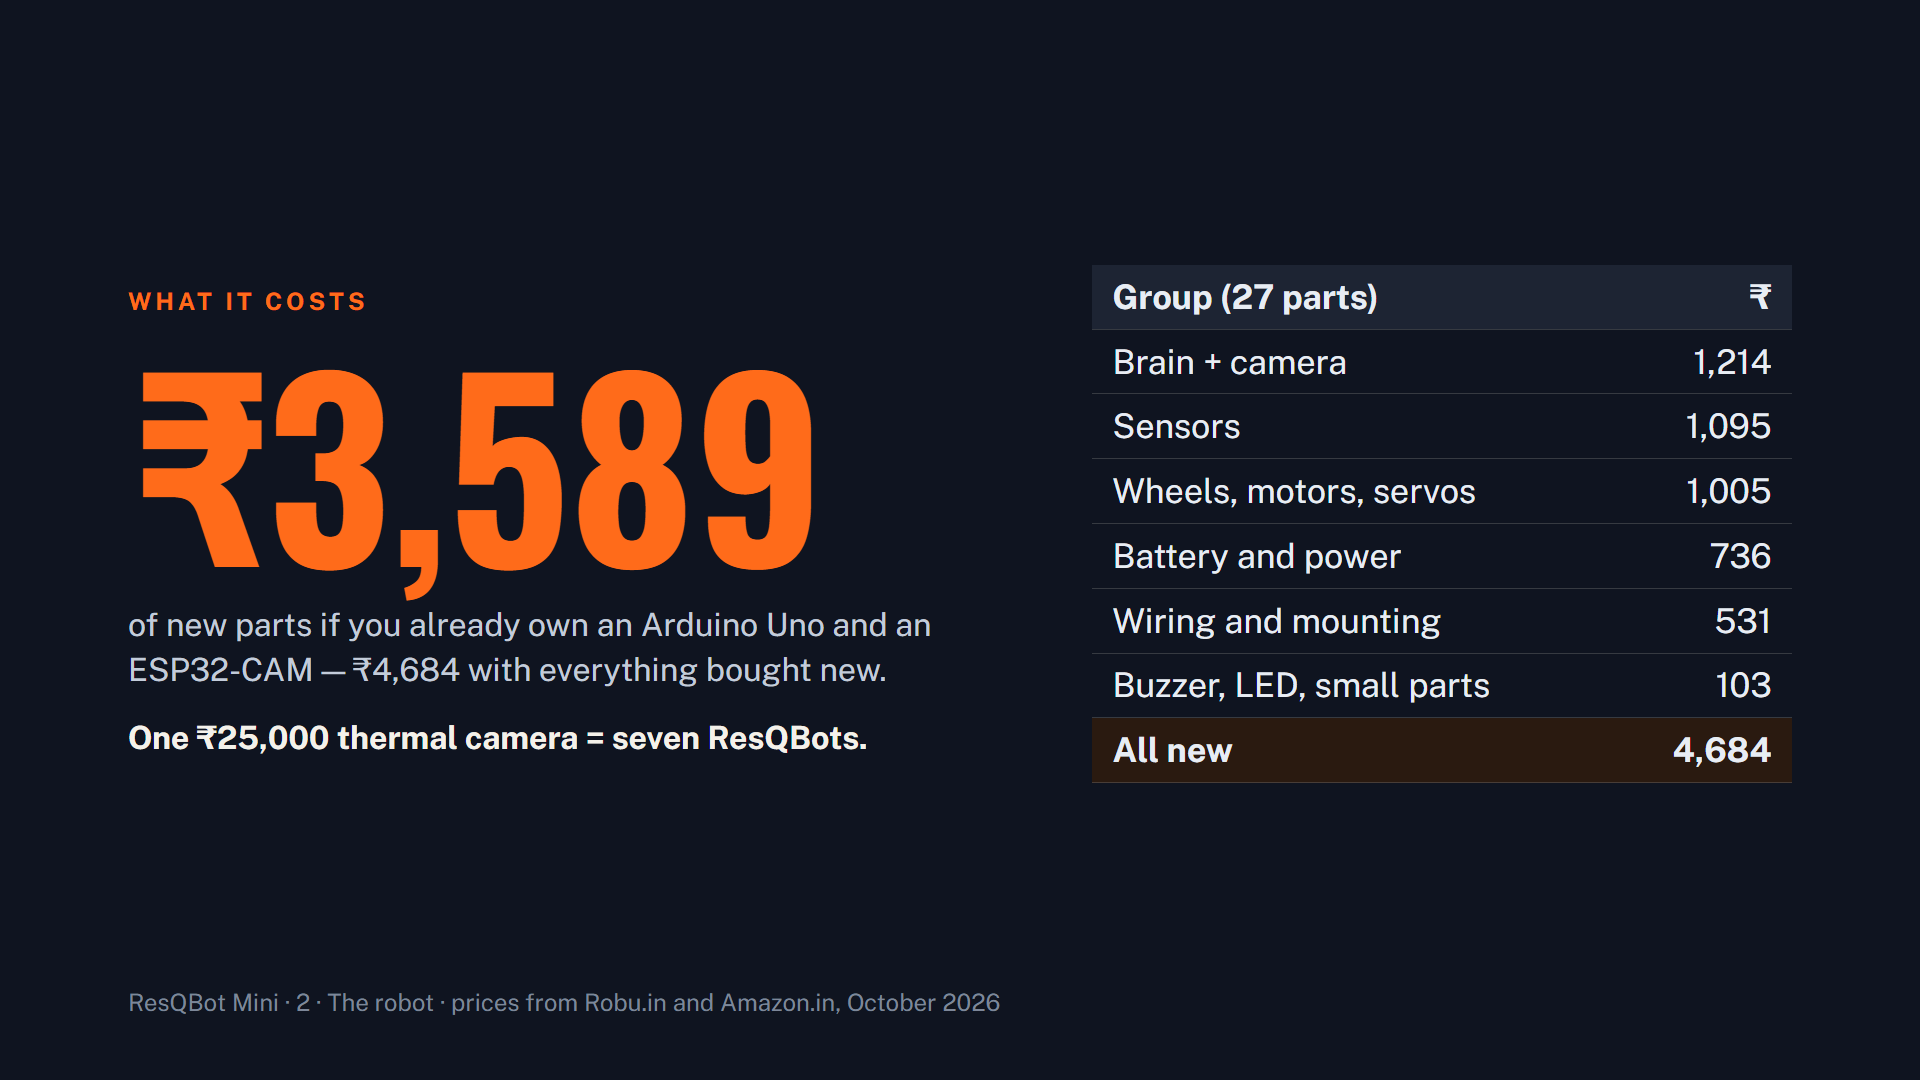 WHAT IT COSTS
₹3,589
of new parts if you already own an Arduino Uno and an
ESP32-CAM — ₹4,684 with everything bought new.
One ₹25,000 thermal camera = seven ResQBots.
Group (27 parts) ₹
Brain + camera 1,214
Sensors 1,095
Wheels, motors, servos 1,005
Battery and power 736
Wiring and mounting 531
Buzzer, LED, small parts 103
All new 4,684
ResQBot Mini · 2 · The robot · prices from Robu.in and Amazon.in, October 2026